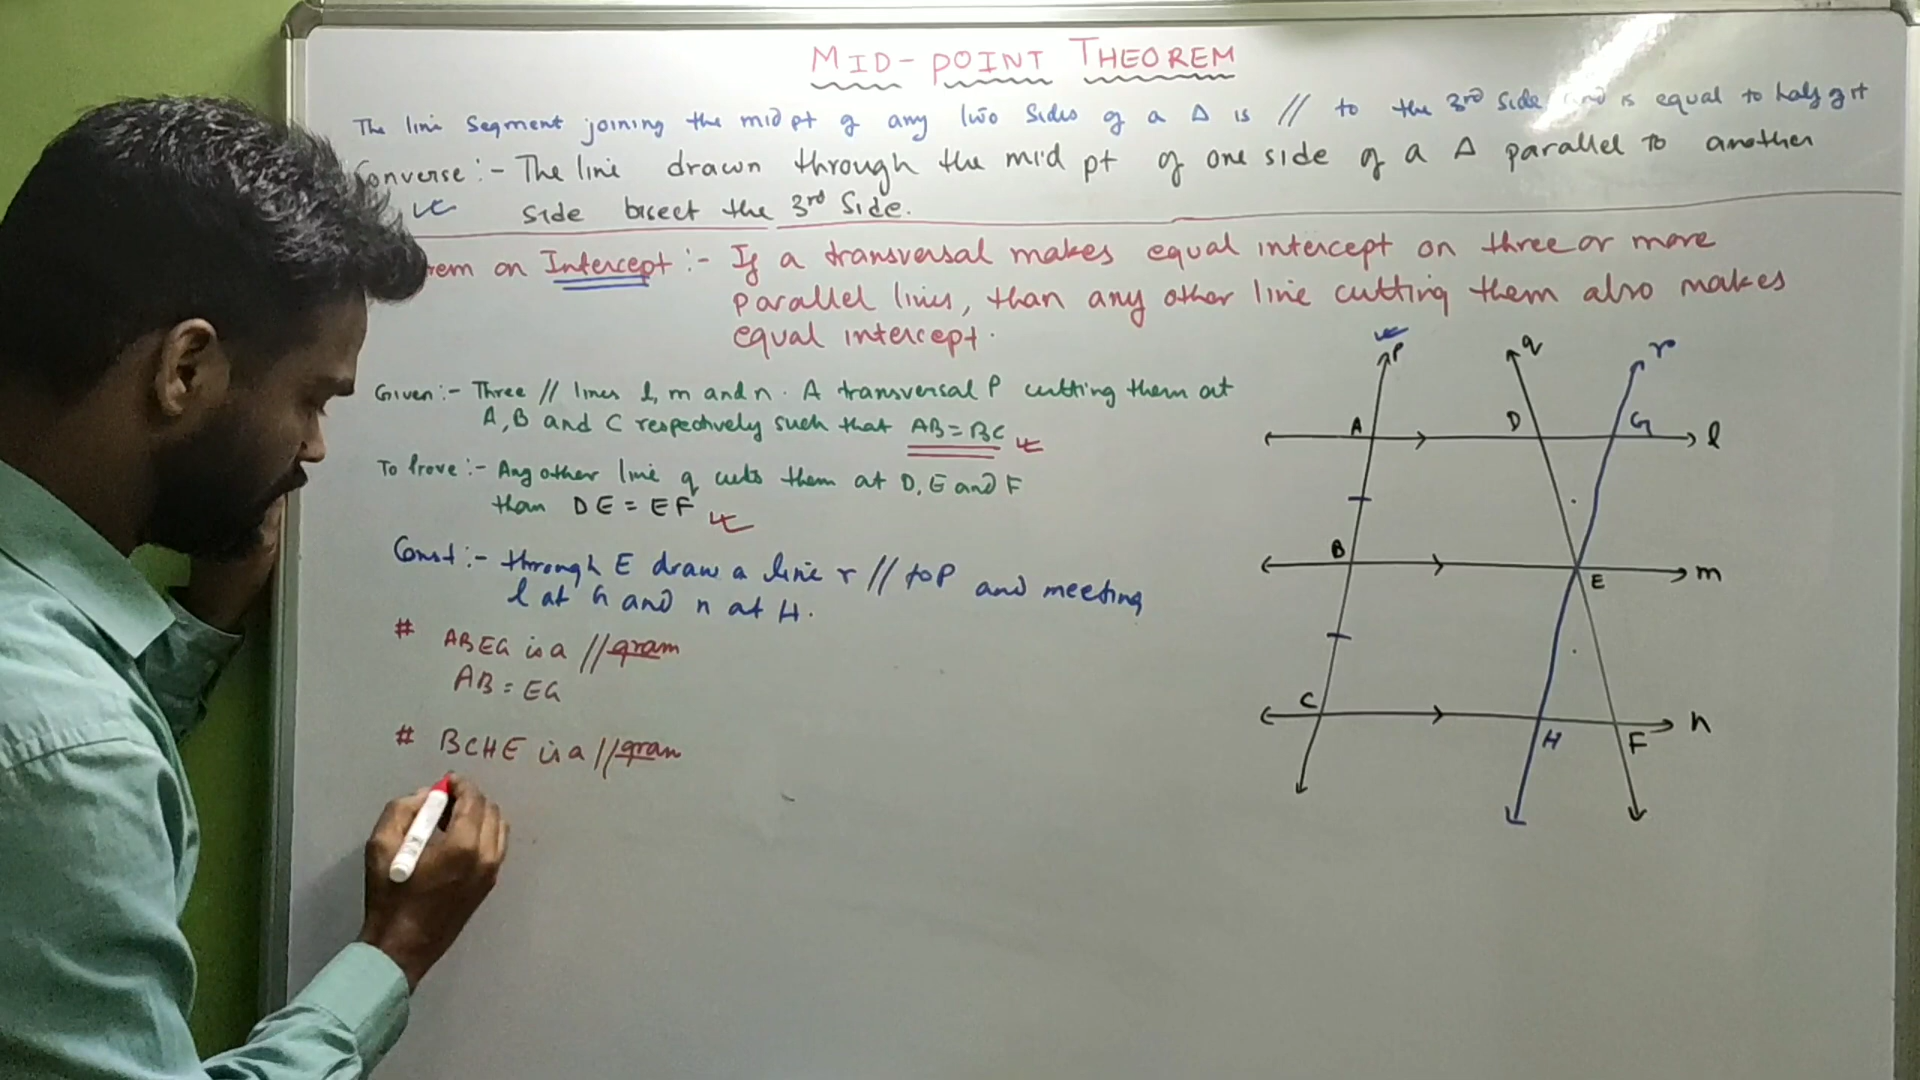 MID-POINT THEOREM
The line segment joining the mid pt of any two sides of a Δ is // to the 3rd side and is equal to half of it
Converse :- The line drawn through the mid pt of one side of a Δ parallel to another
side bisect the 3rd side.
rem on Intercept :- If a transversal makes equal intercept on three or more
parallel lines, than any other line cutting them also makes
equal intercept.
Given :- Three // lines l, m and n. A transversal P cutting them at
A, B and C respectively such that AB = BC
To Prove :- Any other line q cuts them at D, E and F
than DE = EF
Const :- through E draw a line r // to P and meeting
l at G and n at H.
# ABEG is a //gram
AB = EG
# BCHE is a //gram
P q r
A D G l
B E m
C H F n